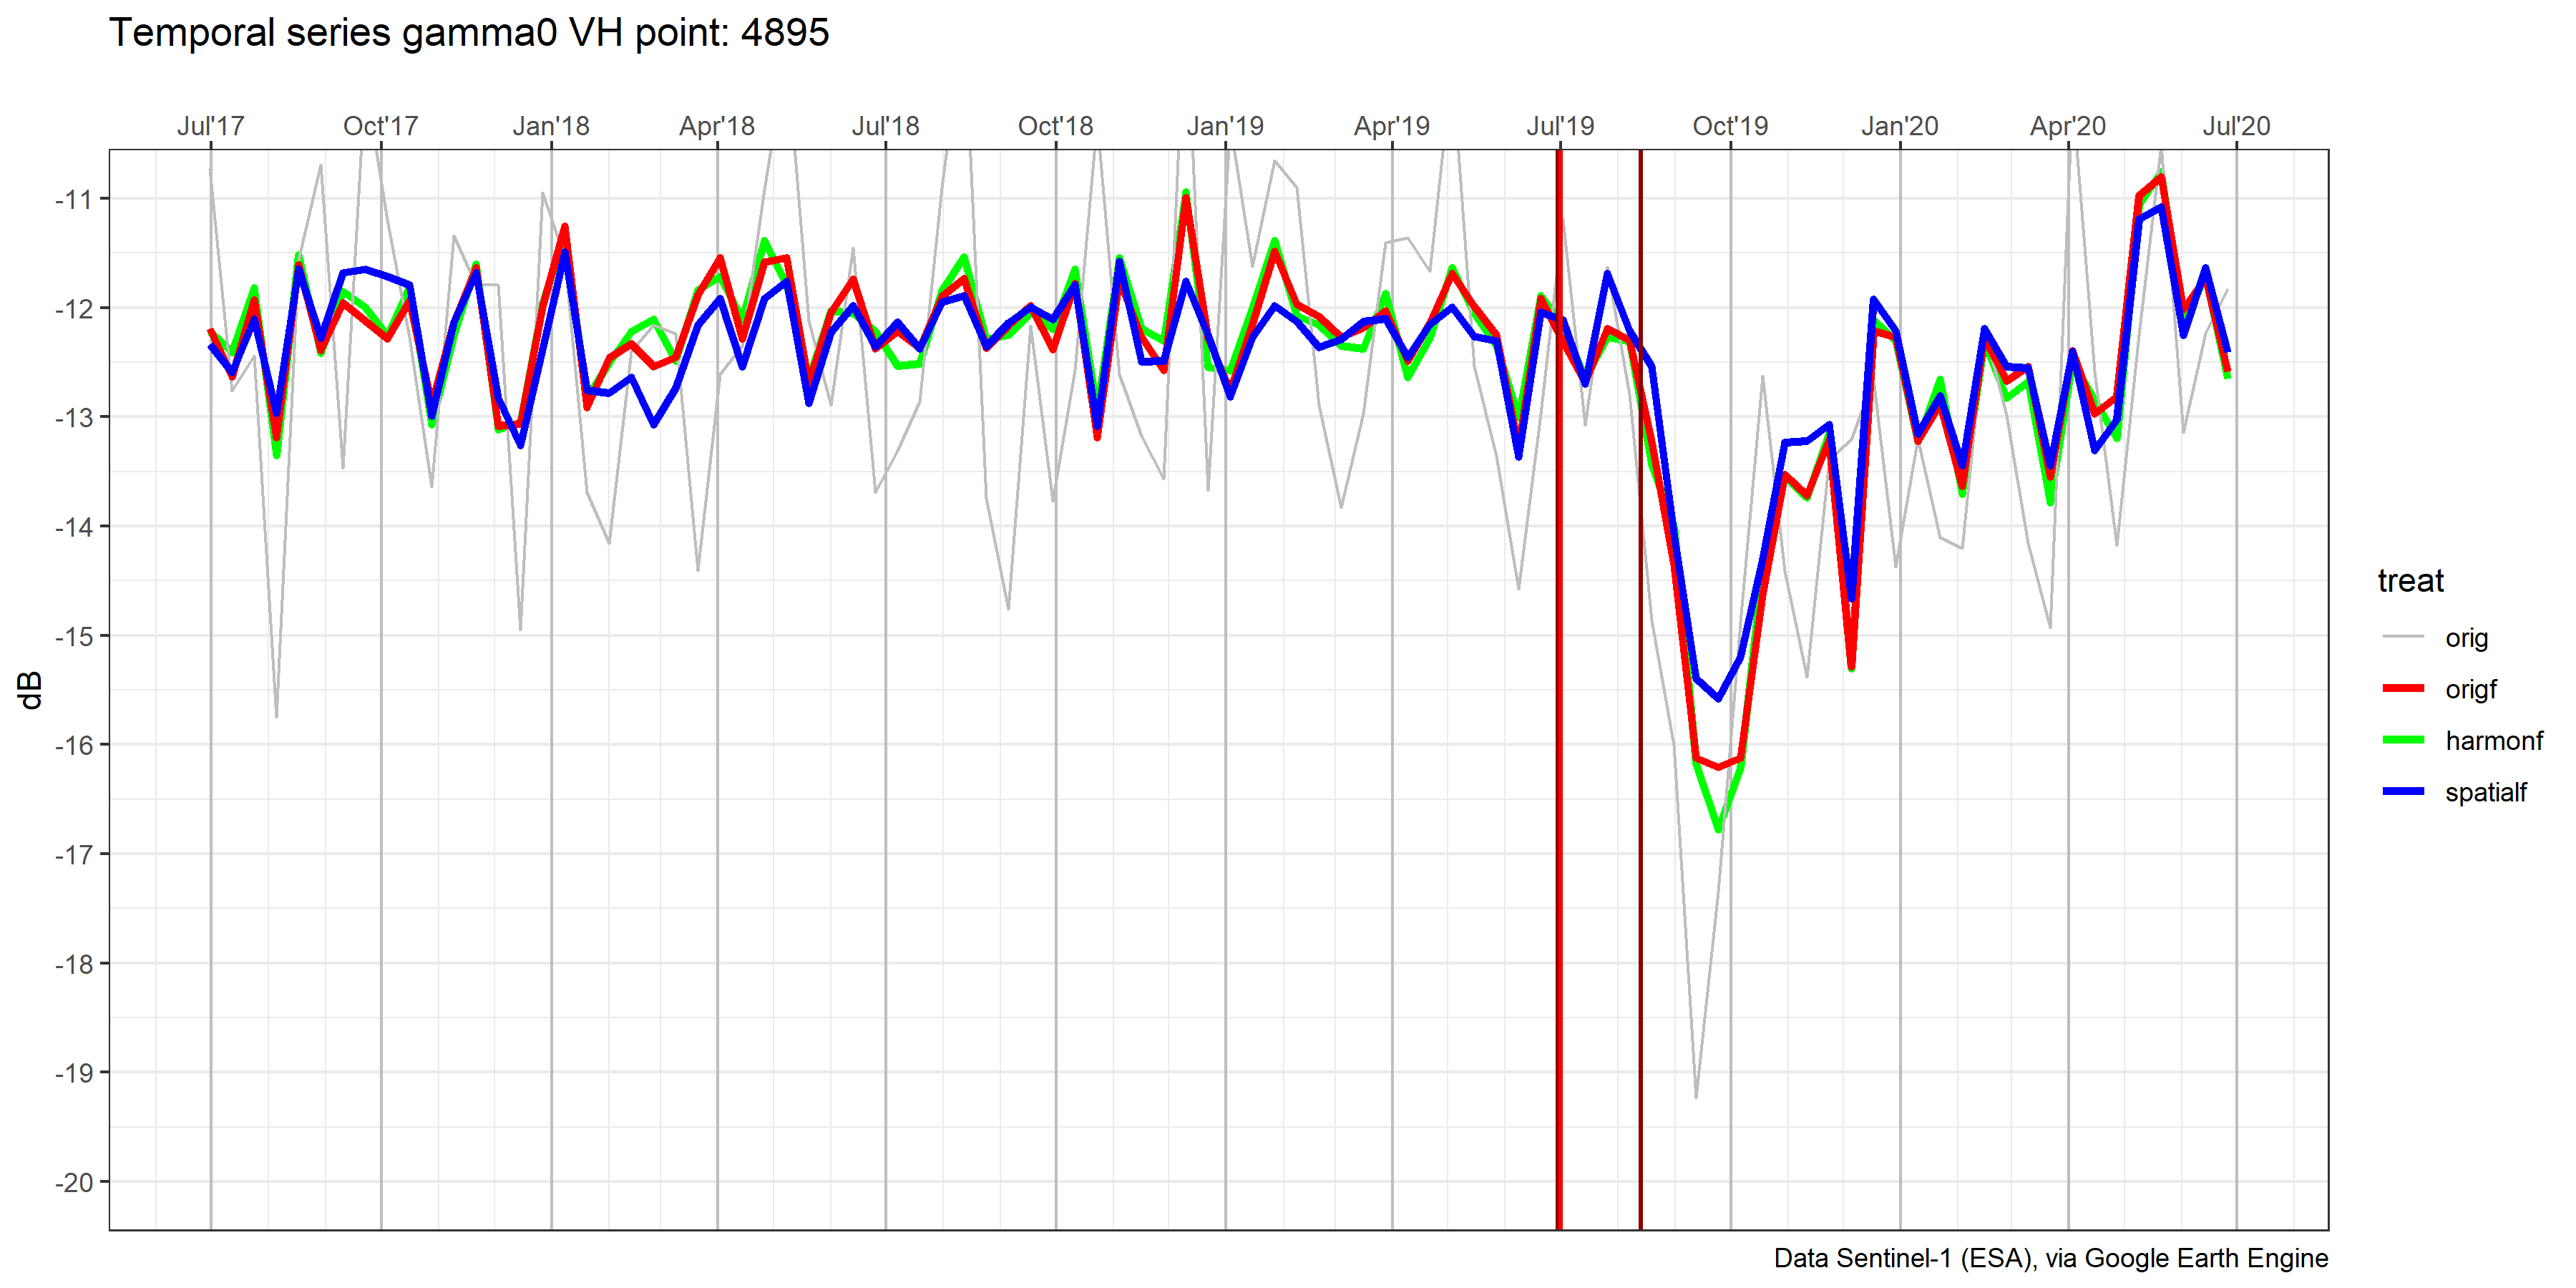 Temporal series gamma0 VH point: 4895
Jul'17 Oct'17 Jan'18 Apr'18 Jul'18 Oct'18 Jan'19 Apr'19 Jul'19 Oct'19 Jan'20 Apr'20 Jul'20
-11
-12
-13
-14
-15
-16
-17
-18
-19
-20
dB
treat
orig
origf
harmonf
spatialf
Data Sentinel-1 (ESA), via Google Earth Engine